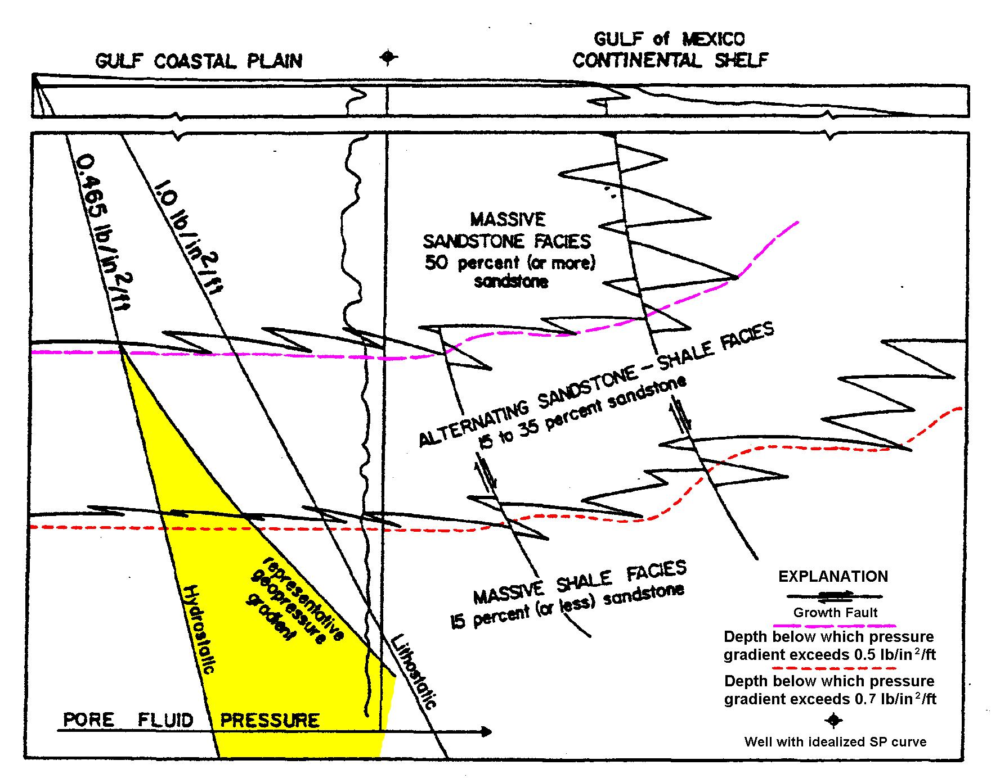 GULF COASTAL PLAIN
GULF of MEXICO
CONTINENTAL SHELF
0.465 lb/in²/ft
1.0 lb/in²/ft
MASSIVE
SANDSTONE FACIES
50 percent (or more)
sandstone
ALTERNATING SANDSTONE - SHALE FACIES
15 to 35 percent sandstone
MASSIVE SHALE FACIES
15 percent (or less) sandstone
representative
geopressure
gradient
Hydrostatic
Lithostatic
PORE FLUID PRESSURE
EXPLANATION
Growth Fault
Depth below which pressure
gradient exceeds 0.5 lb/in²/ft
Depth below which pressure
gradient exceeds 0.7 lb/in²/ft
Well with idealized SP curve